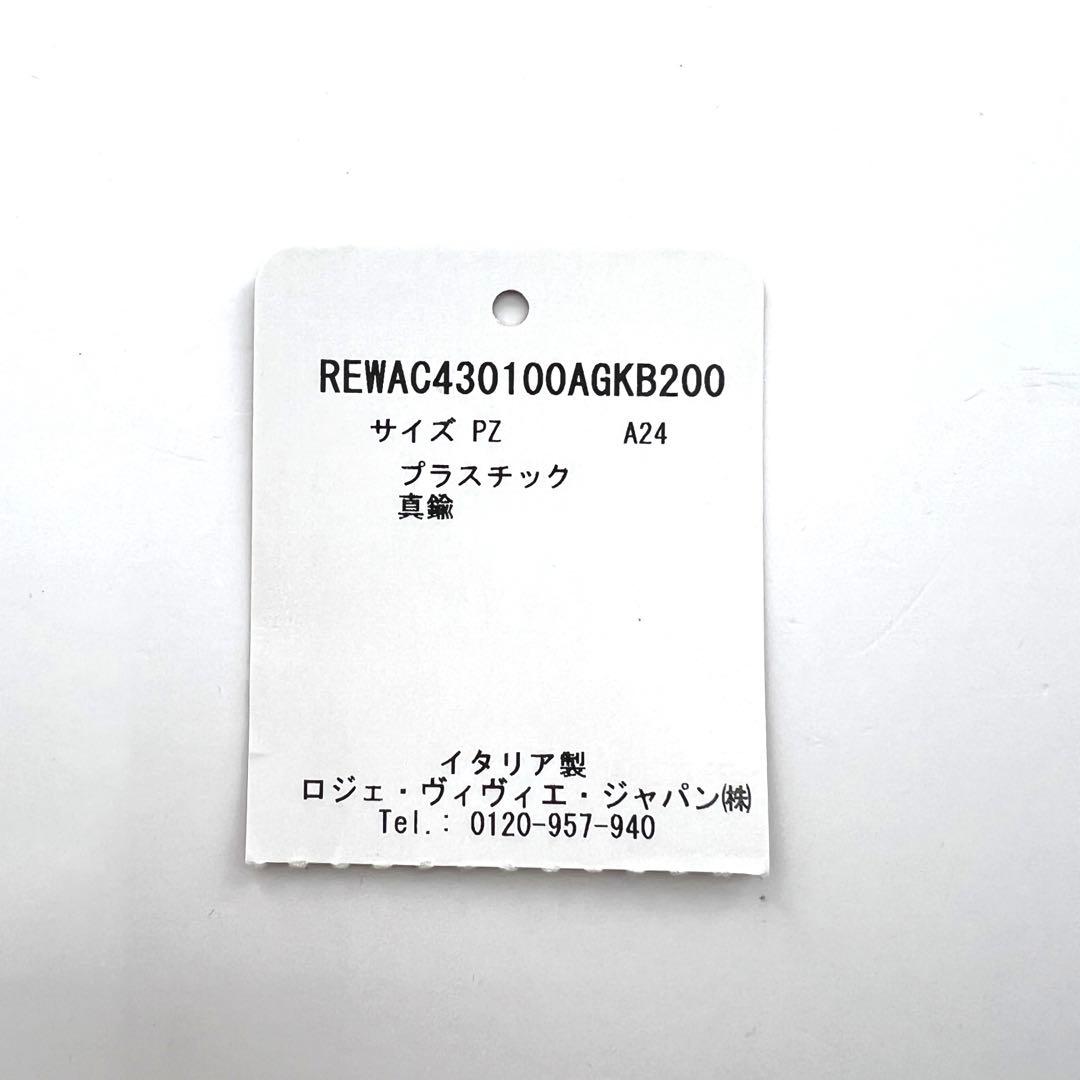 REWAC430100AGKB200
サイズ PZ A24
プラスチック
真鍮
イタリア製
ロジェ・ヴィヴィエ・ジャパン㈱
Tel.: 0120-957-940